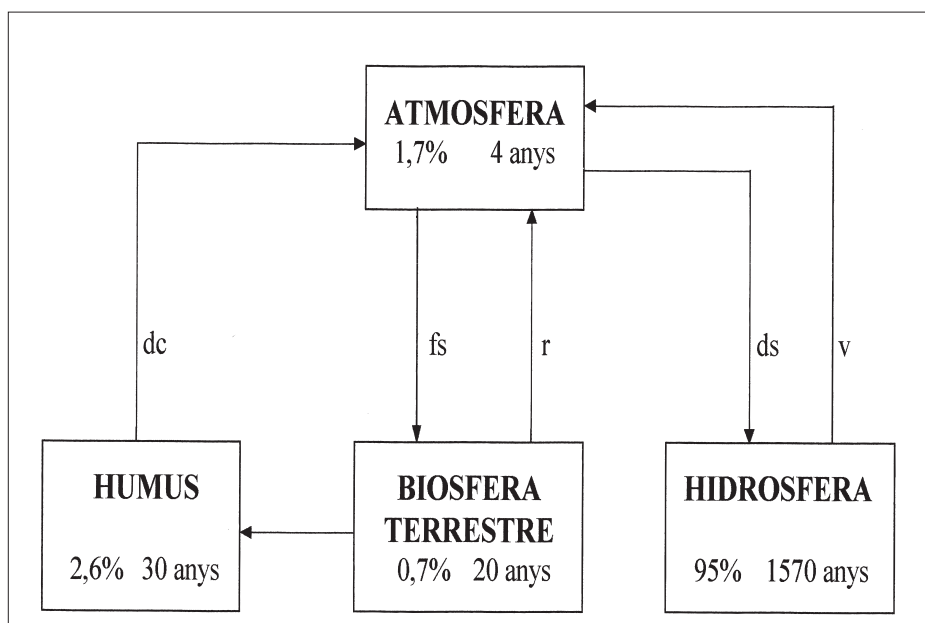 ATMOSFERA
1,7% 4 anys
dc
fs
r
ds
v
HUMUS
2,6% 30 anys
BIOSFERA
TERRESTRE
0,7% 20 anys
HIDROSFERA
95% 1570 anys